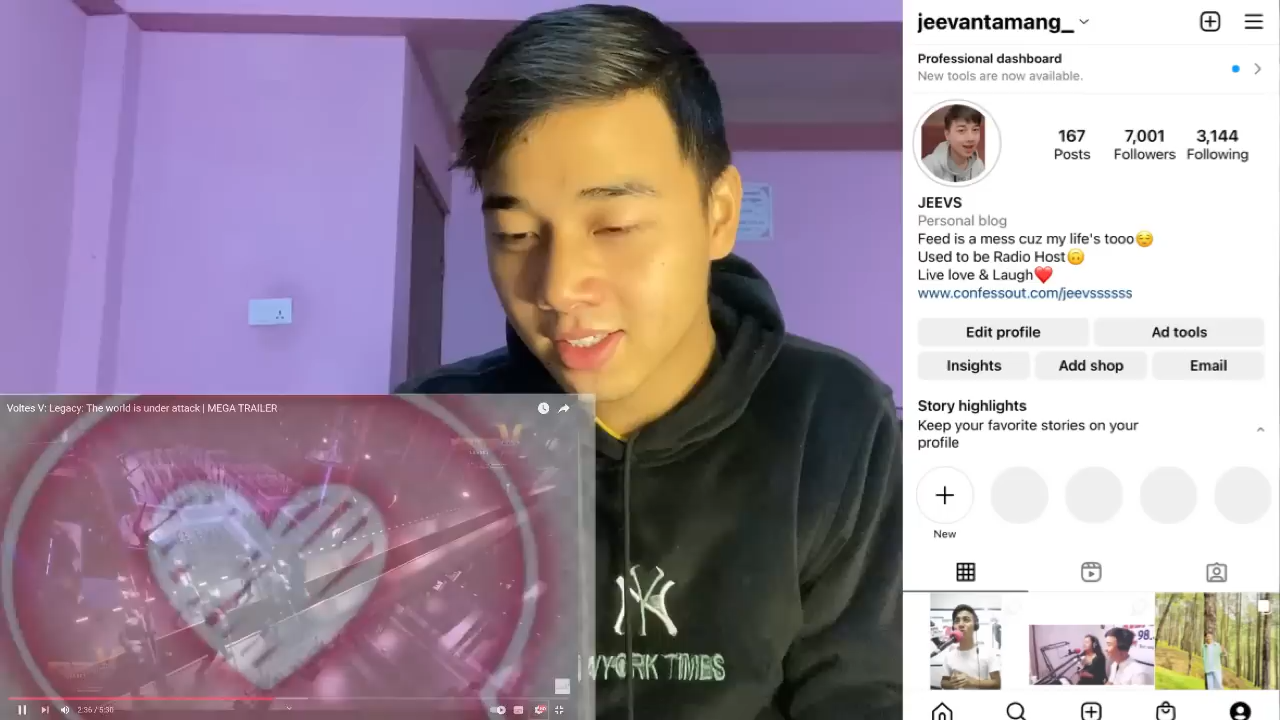 Voltes V: Legacy: The world is under attack | MEGA TRAILER
2:36 / 5:30
NY
jeevantamang_
Professional dashboard
New tools are now available.
167
Posts
7,001
Followers
3,144
Following
JEEVS
Personal blog
Feed is a mess cuz my life's tooo😌
Used to be Radio Host🙃
Live love & Laugh❤️
www.confessout.com/jeevssssss
Edit profile
Ad tools
Insights
Add shop
Email
Story highlights
Keep your favorite stories on your
profile
New
98.